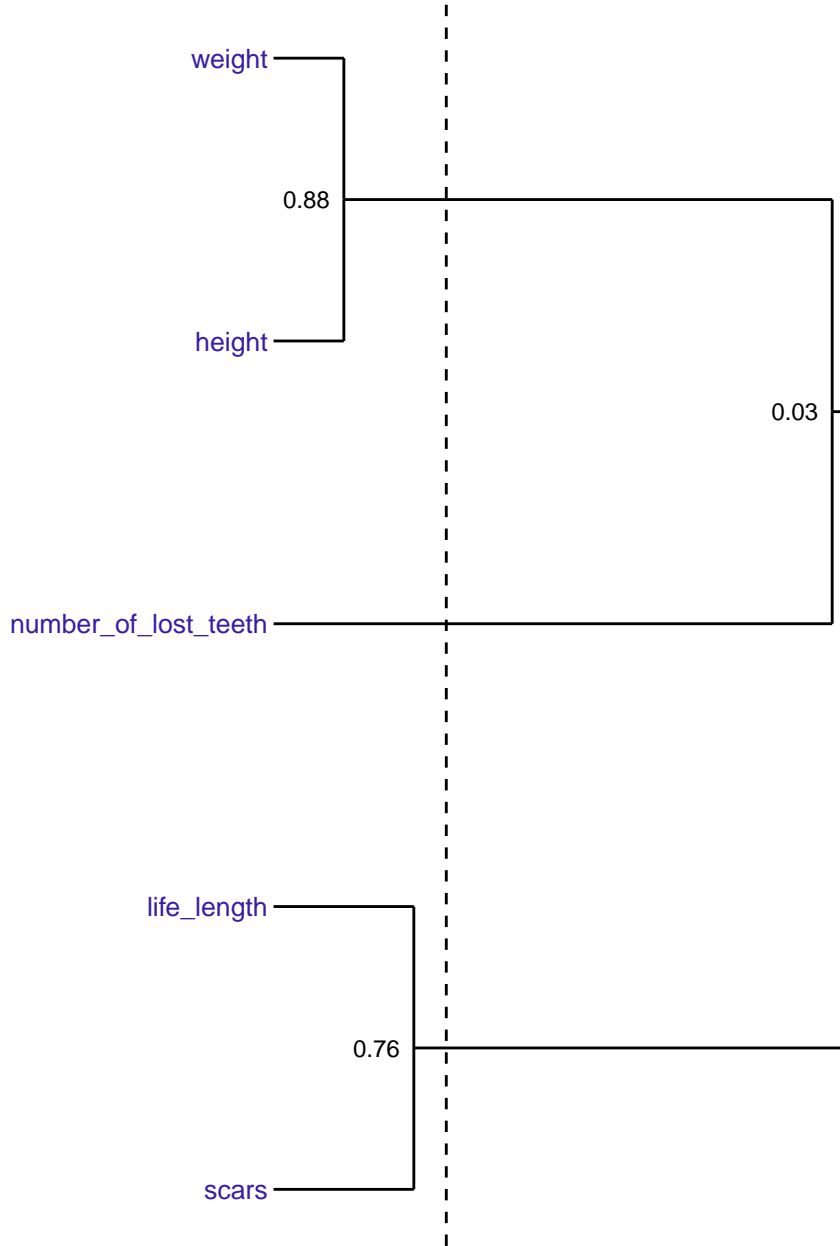 weight
0.88
height
0.03
number_of_lost_teeth
life_length
0.76
scars